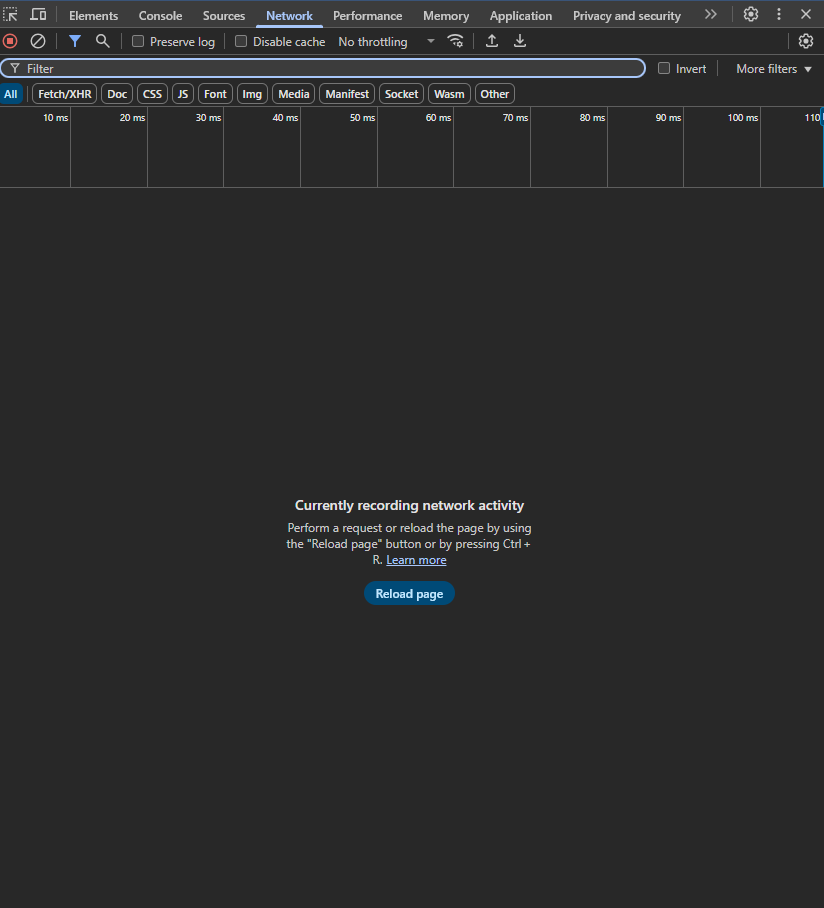 Elements Console Sources Network Performance Memory Application Privacy and security
Preserve log Disable cache No throttling
Filter Invert More filters
All Fetch/XHR Doc CSS JS Font Img Media Manifest Socket Wasm Other
10 ms 20 ms 30 ms 40 ms 50 ms 60 ms 70 ms 80 ms 90 ms 100 ms 110
Currently recording network activity
Perform a request or reload the page by using
the "Reload page" button or by pressing Ctrl +
R. Learn more
Reload page